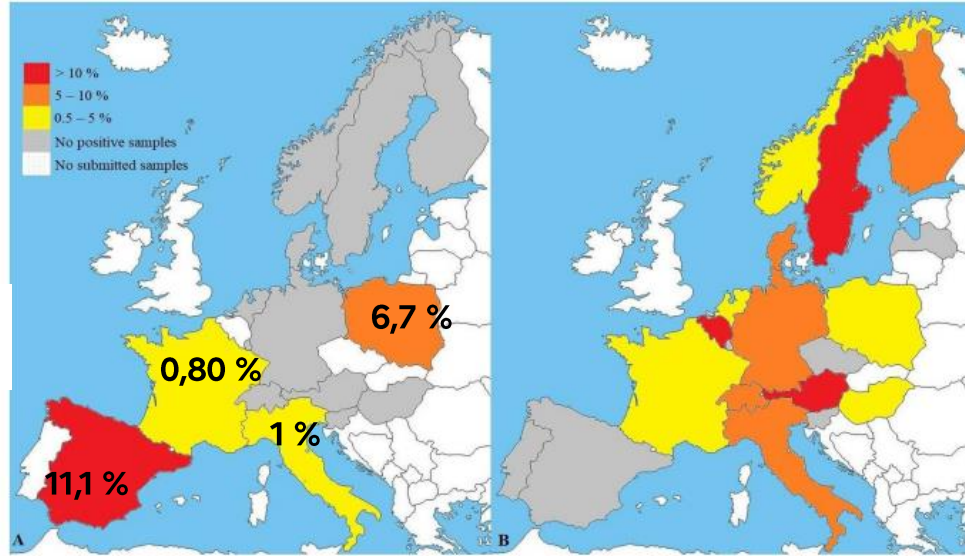 > 10 %
5 – 10 %
0.5 – 5 %
No positive samples
No submitted samples
6,7 %
0,80 %
1 %
11,1 %
A
B